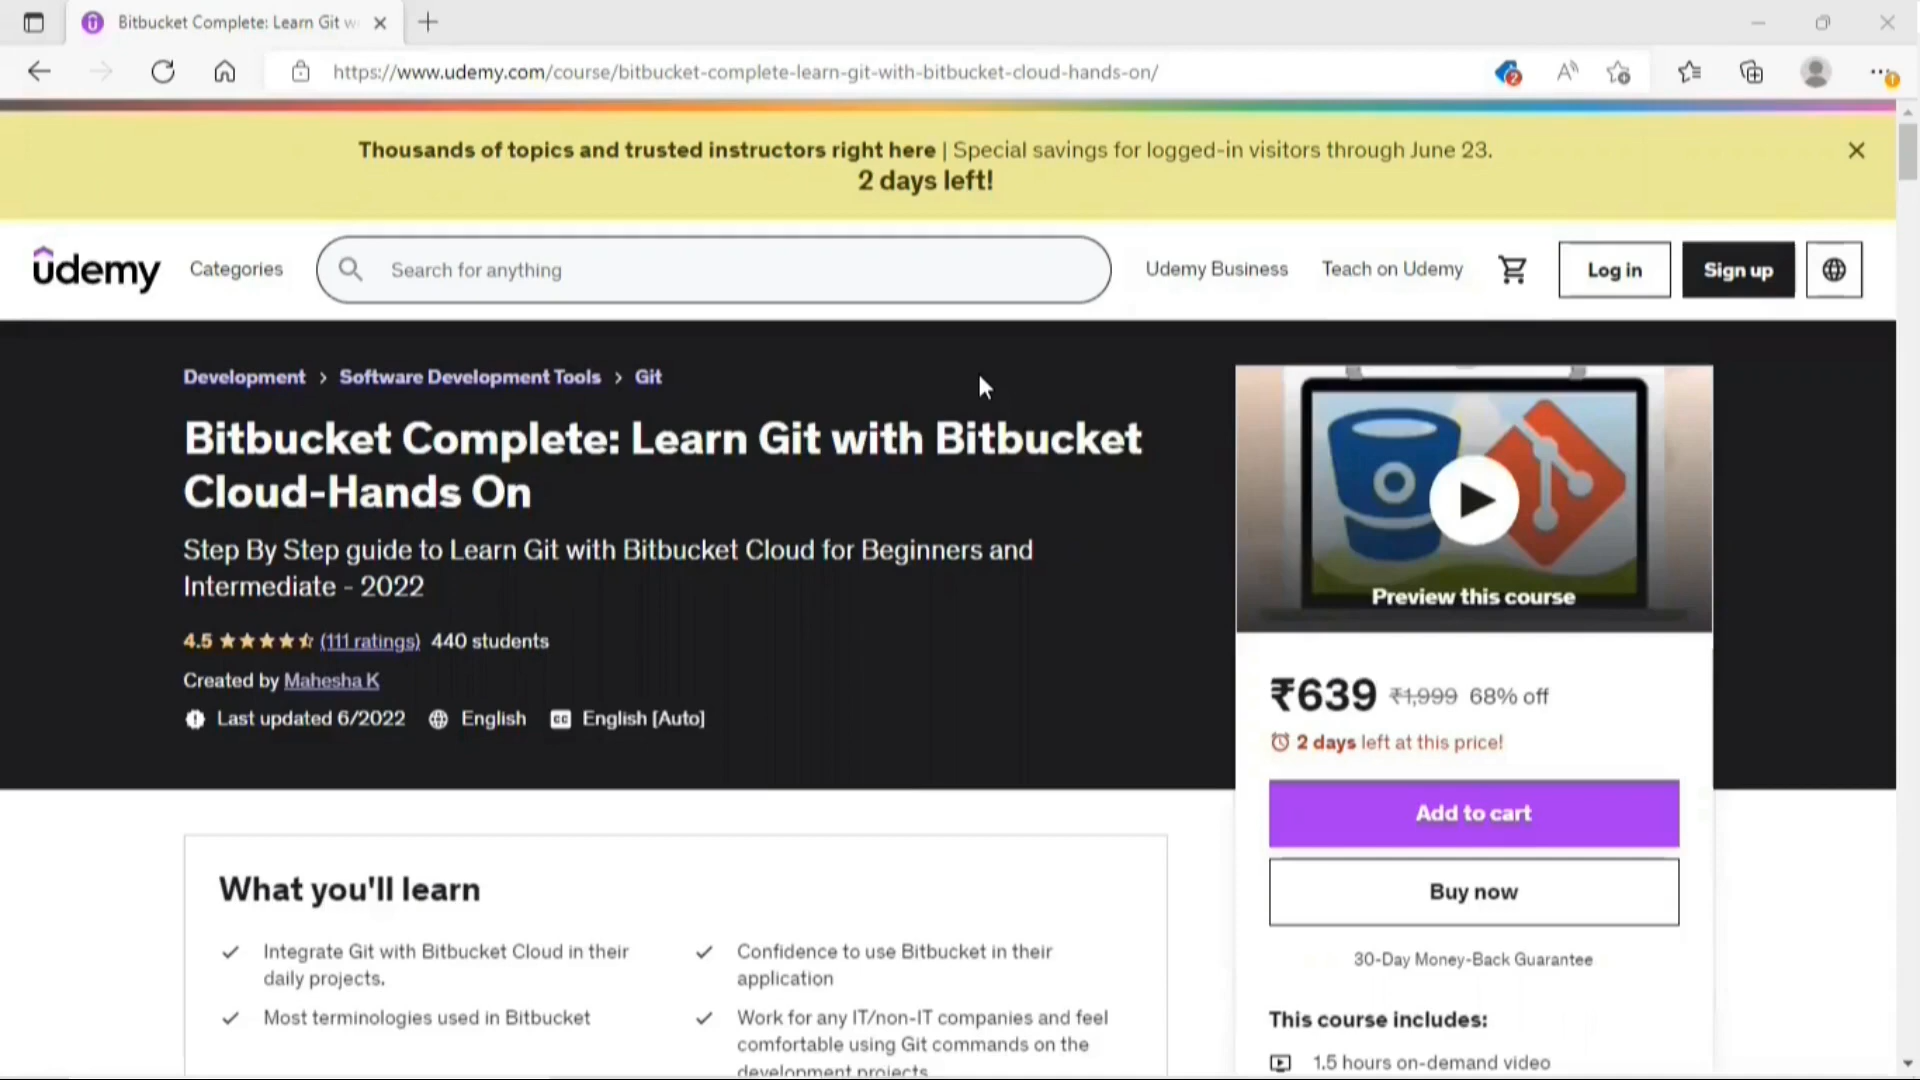 Bitbucket Complete: Learn Git w
https://www.udemy.com/course/bitbucket-complete-learn-git-with-bitbucket-cloud-hands-on/
2
Thousands of topics and trusted instructors right here | Special savings for logged-in visitors through June 23.
2 days left!
udemy
Categories
Search for anything
Udemy Business
Teach on Udemy
Log in
Sign up
Development > Software Development Tools > Git
Bitbucket Complete: Learn Git with Bitbucket
Cloud-Hands On
Step By Step guide to Learn Git with Bitbucket Cloud for Beginners and
Intermediate - 2022
4.5 (111 ratings) 440 students
Created by Mahesha K
Last updated 6/2022 English CC English [Auto]
Preview this course
₹639 ₹1,999 68% off
2 days left at this price!
Add to cart
Buy now
30-Day Money-Back Guarantee
This course includes:
1.5 hours on-demand video
What you'll learn
Integrate Git with Bitbucket Cloud in their
daily projects.
Most terminologies used in Bitbucket
Confidence to use Bitbucket in their
application
Work for any IT/non-IT companies and feel
comfortable using Git commands on the
development projects